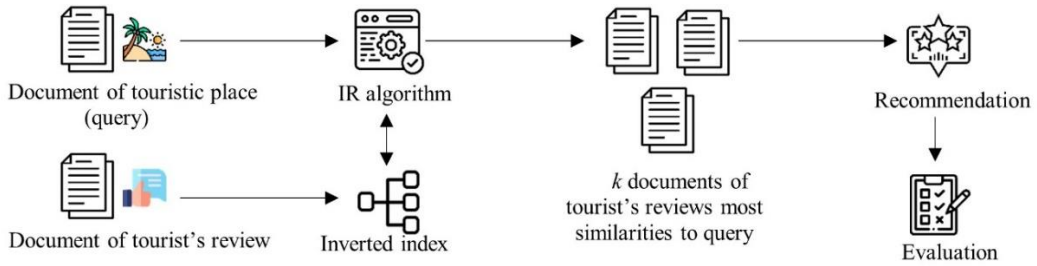 Document of touristic place
(query)
IR algorithm
Recommendation
k documents of
tourist's reviews most
similarities to query
Document of tourist's review
Inverted index
Evaluation